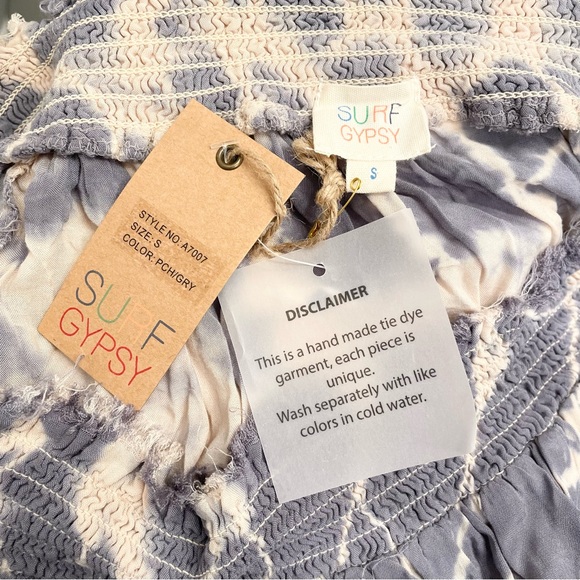 SURF
GYPSY
S
STYLE NO. A7007
SIZE: S
COLOR: PCH/GRY
SURF
GYPSY
DISCLAIMER
This is a hand made tie dye
garment, each piece is
unique.
Wash separately with like
colors in cold water.